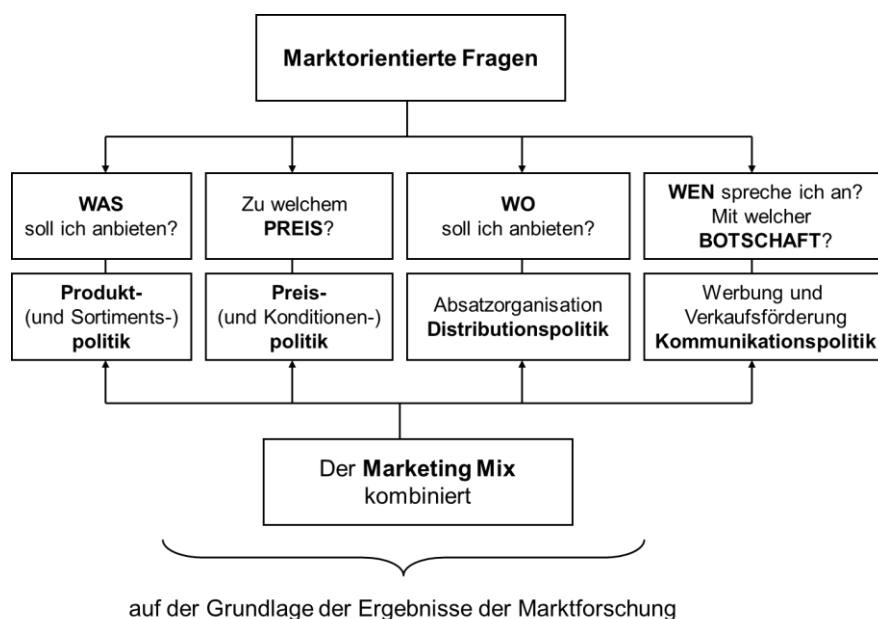 Marktorientierte Fragen
WAS
soll ich anbieten?
Zu welchem
PREIS?
WO
soll ich anbieten?
WEN spreche ich an?
Mit welcher
BOTSCHAFT?
Produkt-
(und Sortiments-)
politik
Preis-
(und Konditionen-)
politik
Absatzorganisation
Distributionspolitik
Werbung und
Verkaufsförderung
Kommunikationspolitik
Der Marketing Mix
kombiniert
auf der Grundlage der Ergebnisse der Marktforschung